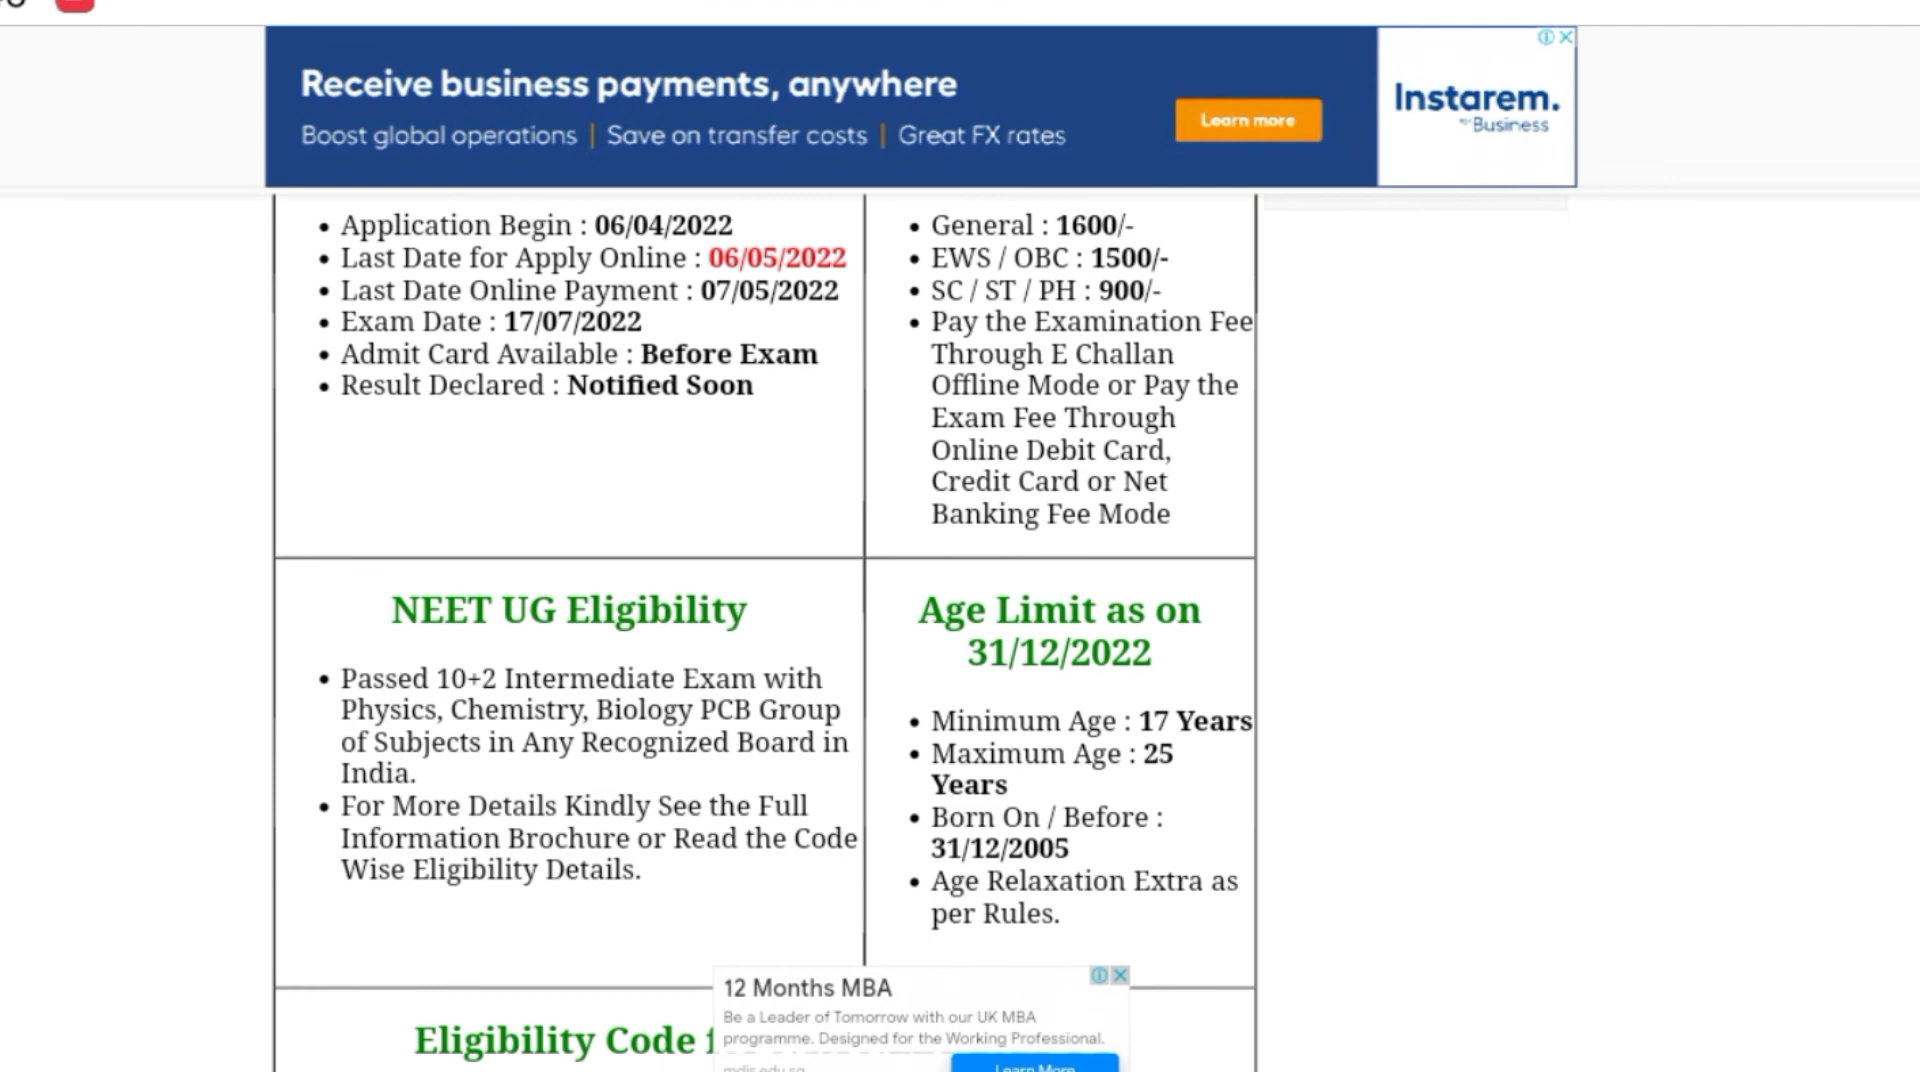 Receive business payments, anywhere
Boost global operations | Save on transfer costs | Great FX rates
Learn more
Instarem.
Business
• Application Begin : 06/04/2022
• Last Date for Apply Online : 06/05/2022
• Last Date Online Payment : 07/05/2022
• Exam Date : 17/07/2022
• Admit Card Available : Before Exam
• Result Declared : Notified Soon
• General : 1600/-
• EWS / OBC : 1500/-
• SC / ST / PH : 900/-
• Pay the Examination Fee
Through E Challan
Offline Mode or Pay the
Exam Fee Through
Online Debit Card,
Credit Card or Net
Banking Fee Mode
NEET UG Eligibility
• Passed 10+2 Intermediate Exam with
Physics, Chemistry, Biology PCB Group
of Subjects in Any Recognized Board in
India.
• For More Details Kindly See the Full
Information Brochure or Read the Code
Wise Eligibility Details.
Age Limit as on
31/12/2022
• Minimum Age : 17 Years
• Maximum Age : 25
Years
• Born On / Before :
31/12/2005
• Age Relaxation Extra as
per Rules.
Eligibility Code
12 Months MBA
Be a Leader of Tomorrow with our UK MBA
programme. Designed for the Working Professional.
mdis.edu.sg
Learn More